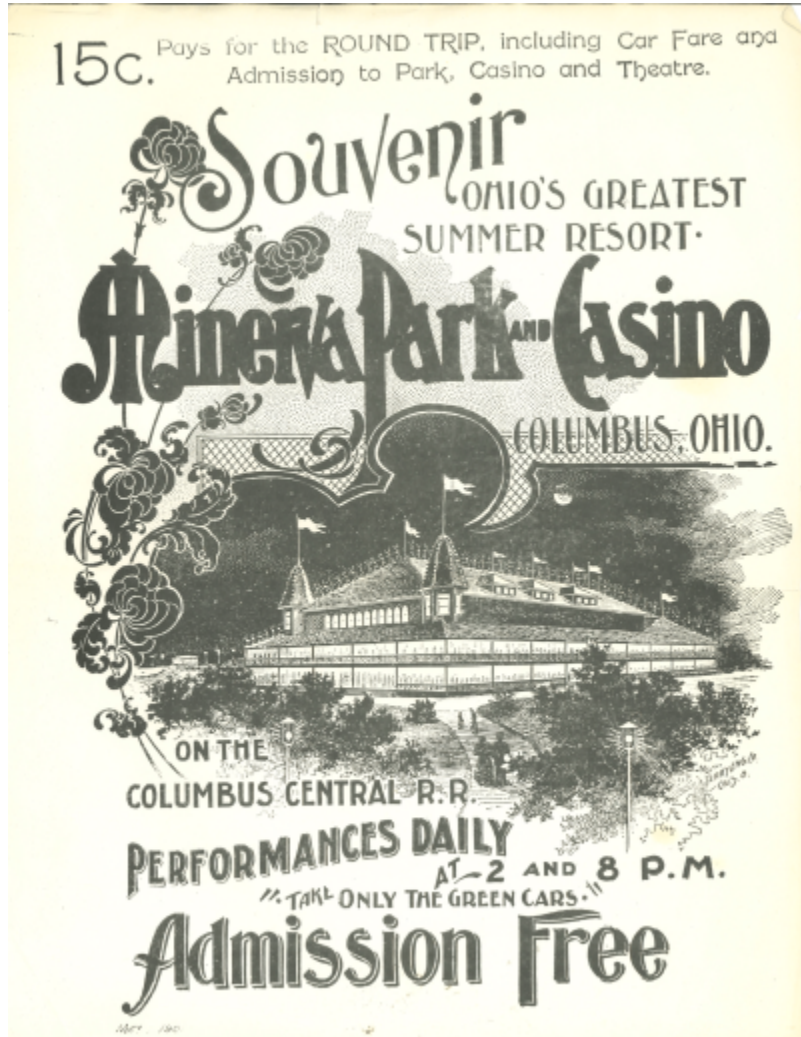 15c. Pays for the ROUND TRIP, including Car Fare and
Admission to Park, Casino and Theatre.
Souvenir
OHIO'S GREATEST
SUMMER RESORT.
Minerva Park AND Casino
COLUMBUS, OHIO.
ON THE
COLUMBUS CENTRAL R.R.
PERFORMANCES DAILY
AT 2 AND 8 P.M.
"TAKE ONLY THE GREEN CARS."
Admission Free